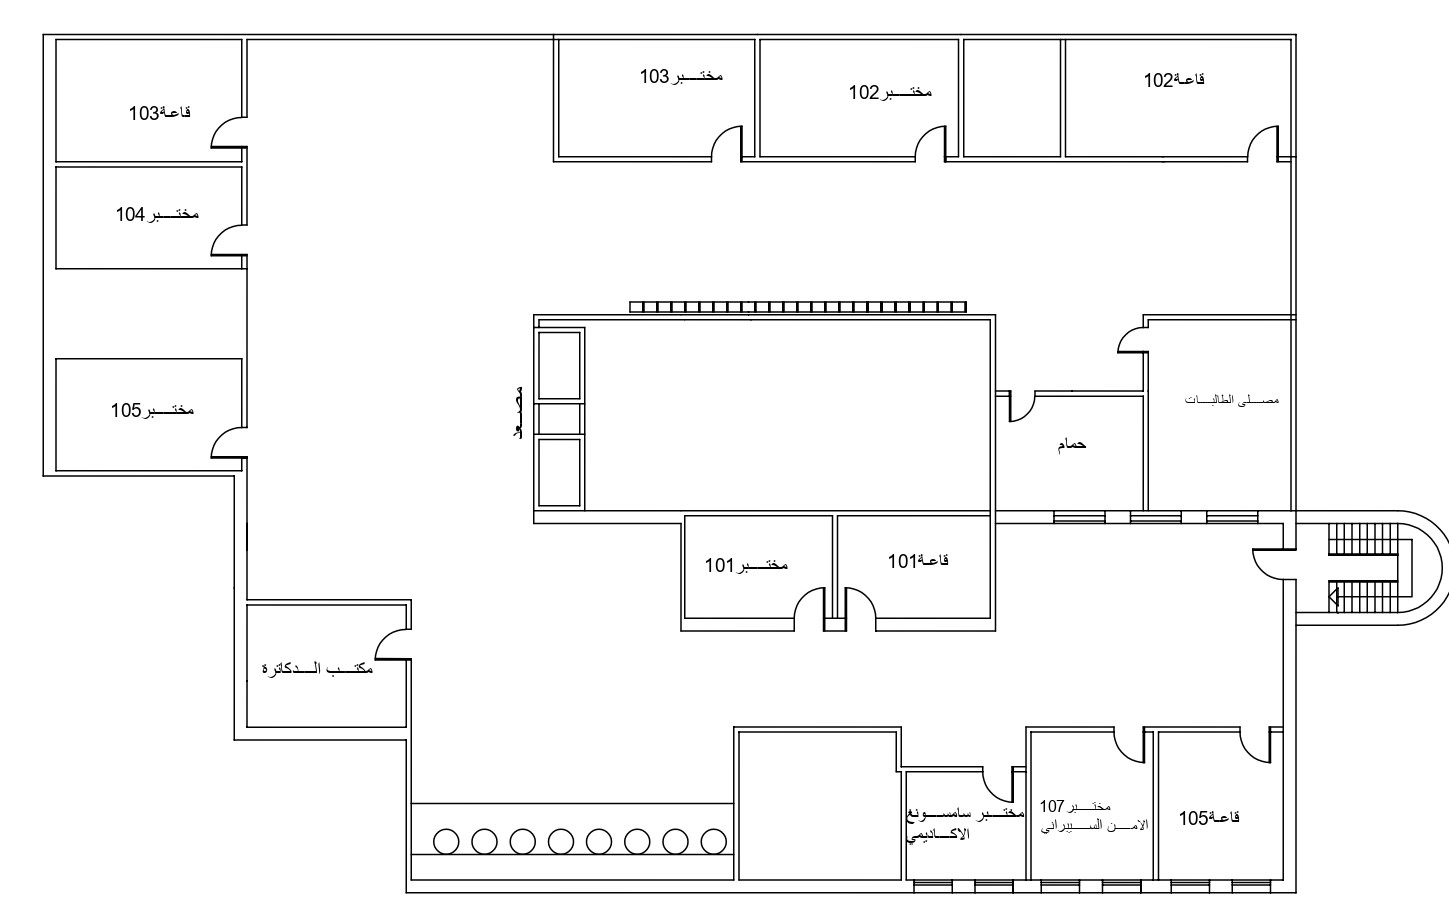 مختبر103
قاعة102
مختبر102
قاعة103
مختبر104
مصلى الطالبات
مختبر105
مصعد
حمام
قاعة101
مختبر101
مكتب الدكاترة
مختبر سامسونغ
الاكاديمي
مختبر107
الامن السيبراني
قاعة105